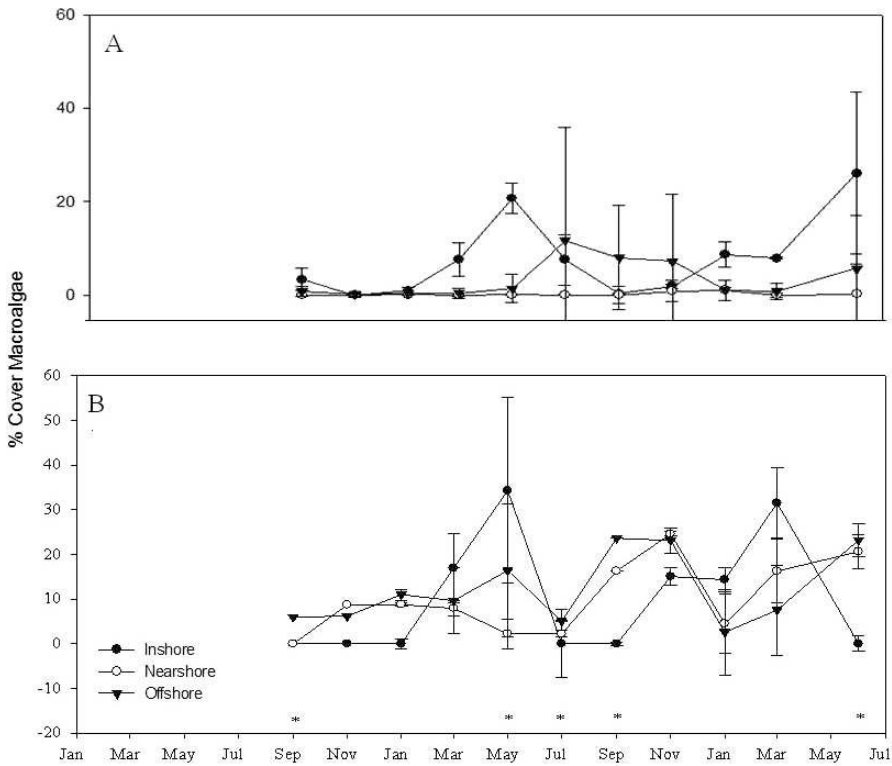 60
A
40
20
0
% Cover Macroalgae
60
B
50
40
30
20
10
0
-10
-20
Inshore
Nearshore
Offshore
* * * * *
Jan Mar May Jul Sep Nov Jan Mar May Jul Sep Nov Jan Mar May Jul